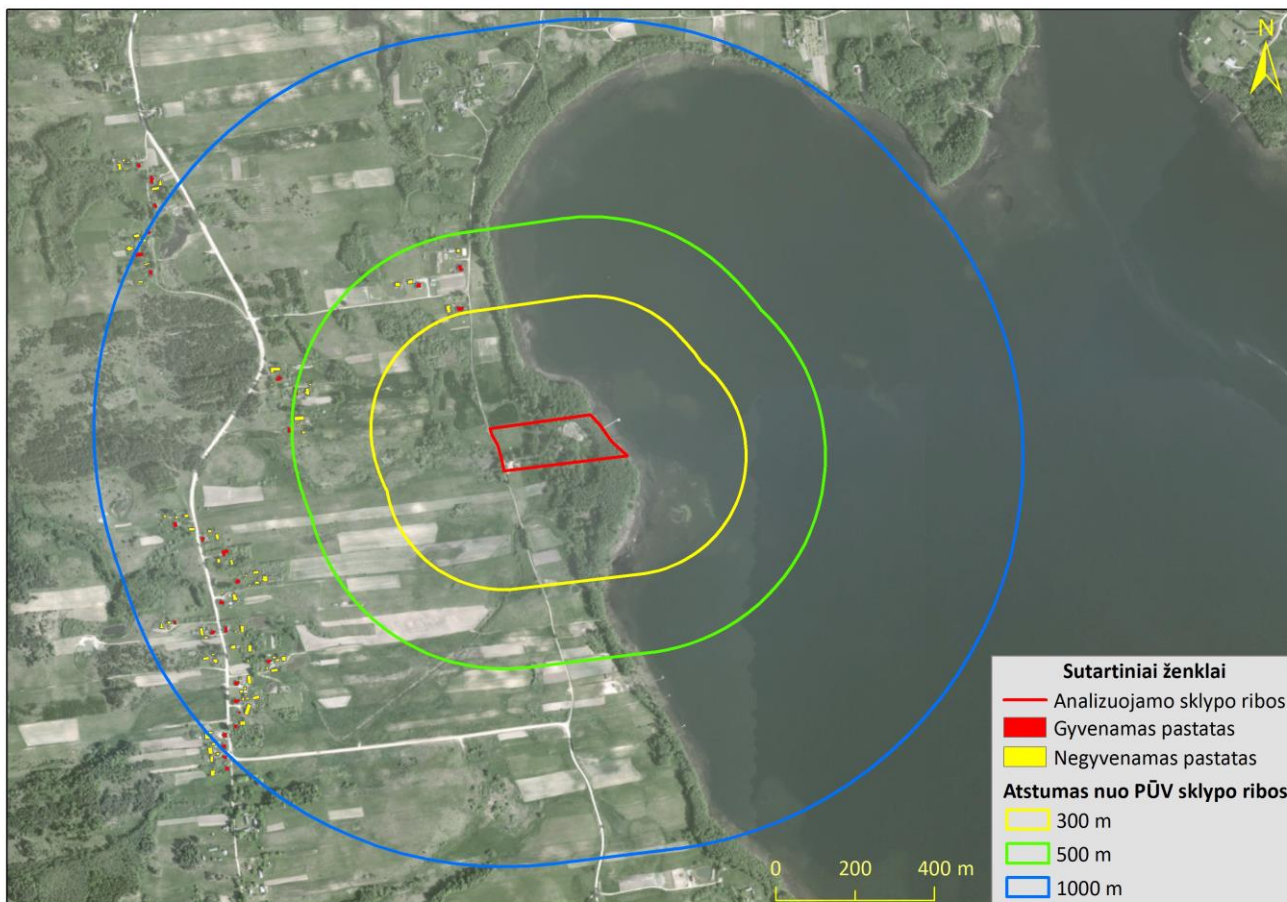 N
Sutartiniai ženklai
Analizuojamo sklypo ribos
Gyvenamas pastatas
Negyvenamas pastatas
Atstumas nuo PŪV sklypo ribos
300 m
500 m
1000 m
0 200 400 m